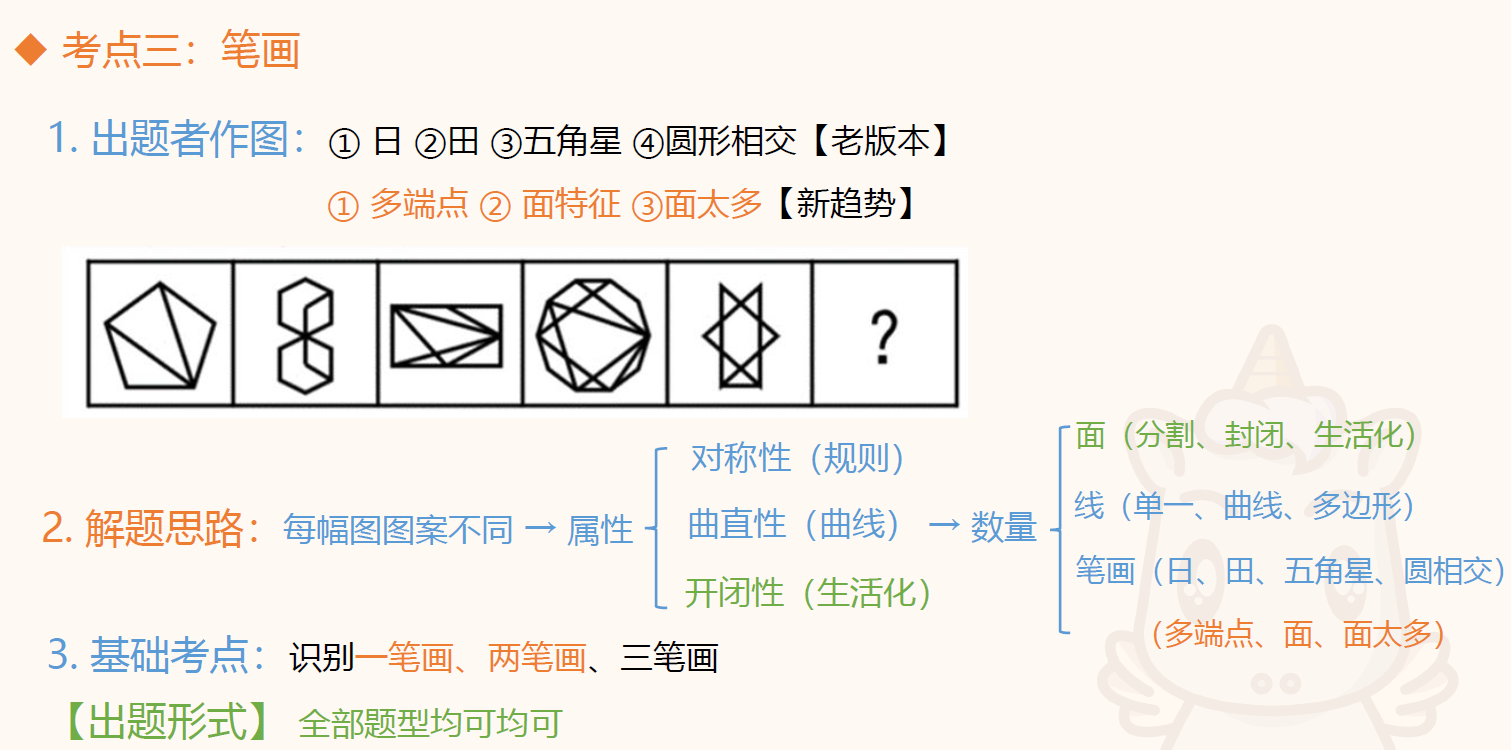 ◆ 考点三：笔画
1. 出题者作图：① 日 ②田 ③五角星 ④圆形相交【老版本】
① 多端点 ② 面特征 ③面太多【新趋势】
?
对称性（规则）
面（分割、封闭、生活化）
2. 解题思路：每幅图图案不同 → 属性
曲直性（曲线） → 数量
线（单一、曲线、多边形）
笔画（日、田、五角星、圆相交）
开闭性（生活化）
（多端点、面、面太多）
3. 基础考点：识别一笔画、两笔画、三笔画
【出题形式】 全部题型均可均可